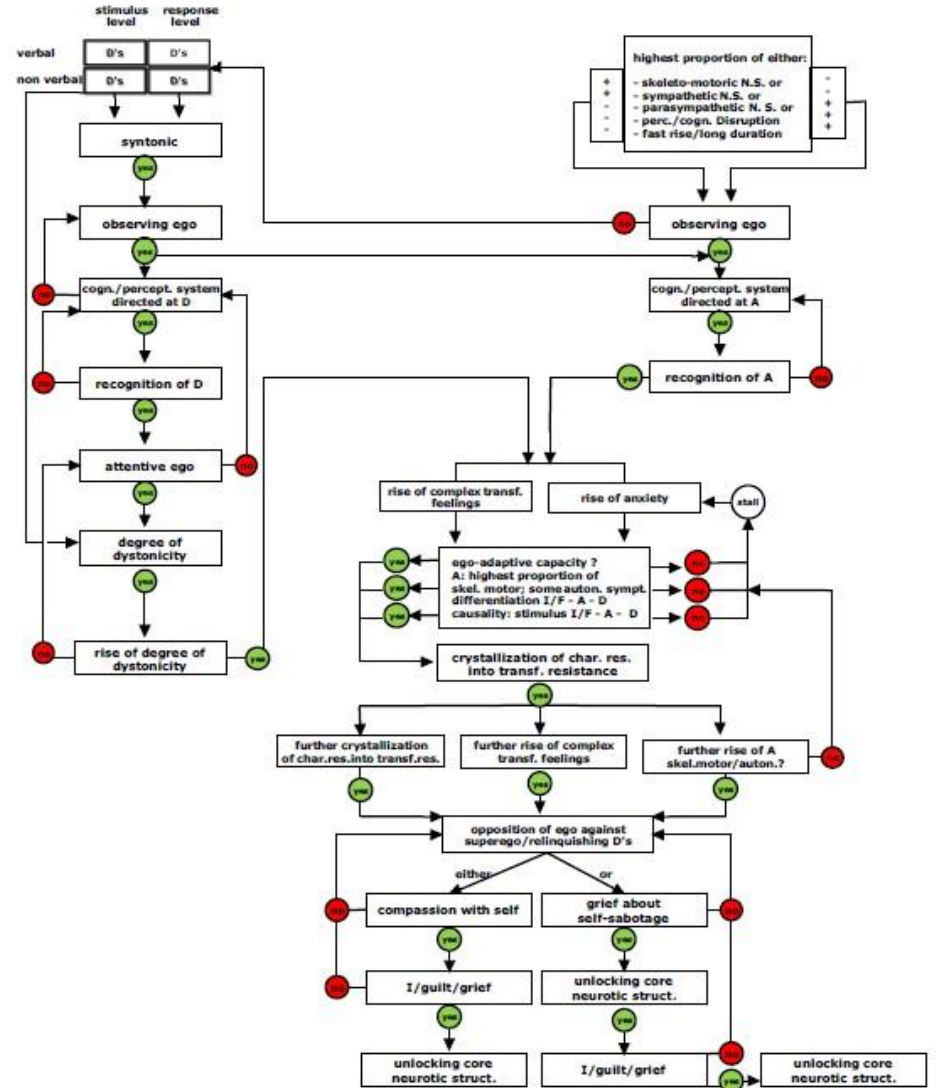 stimulus level
response level
verbal
D's
D's
non verbal
D's
D's
syntonic
yes
observing ego
yes
no
cogn./percept. system
directed at D
yes
no
recognition of D
yes
attentive ego
no
yes
degree of
dystonicity
yes
no
rise of degree of
dystonicity
yes
highest proportion of either:
+
+
-
-
-
- skeleto-motoric N.S. or
- sympathetic N.S. or
- parasympathetic N. S. or
- perc./cogn. Disruption
- fast rise/long duration
-
-
+
+
+
no
observing ego
yes
cogn./percept. system
directed at A
yes
yes
recognition of A
no
rise of complex transf.
feelings
rise of anxiety
stall
yes
yes
yes
ego-adaptive capacity ?
A: highest proportion of
skel. motor; some auton. sympt.
differentiation I/F - A - D
causality: stimulus I/F - A - D
no
no
no
crystallization of char. res.
into transf. resistance
yes
further crystallization
of char.res.into transf.res.
further rise of complex
transf. feelings
further rise of A
skel.motor/auton.?
no
yes
yes
yes
opposition of ego against
superego/relinquishing D's
either
or
no
compassion with self
grief about
self-sabotage
no
yes
yes
no
I/guilt/grief
unlocking core
neurotic struct.
yes
yes
unlocking core
neurotic struct.
I/guilt/grief
no
yes
unlocking core
neurotic struct.